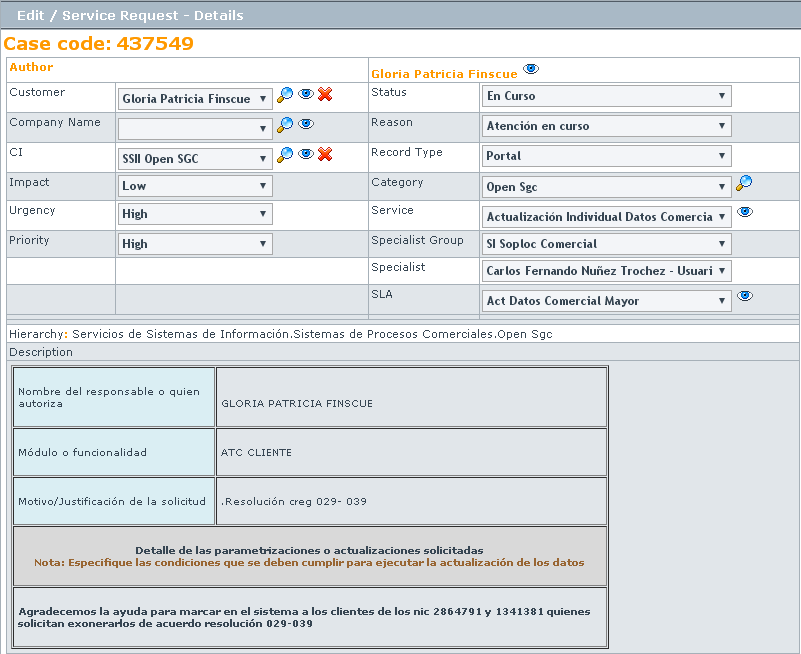 Edit / Service Request - Details
Case code: 437549
Author
Gloria Patricia Finscue
Customer
Gloria Patricia Finscue
Status
En Curso
Company Name
Reason
Atención en curso
CI
SSII Open SGC
Record Type
Portal
Impact
Low
Category
Open Sgc
Urgency
High
Service
Actualización Individual Datos Comercia
Priority
High
Specialist Group
SI Soploc Comercial
Specialist
Carlos Fernando Nuñez Trochez - Usuari
SLA
Act Datos Comercial Mayor
Hierarchy: Servicios de Sistemas de Información.Sistemas de Procesos Comerciales.Open Sgc
Description
Nombre del responsable o quien
autoriza
GLORIA PATRICIA FINSCUE
Módulo o funcionalidad
ATC CLIENTE
Motivo/Justificación de la solicitud
.Resolución creg 029- 039
Detalle de las parametrizaciones o actualizaciones solicitadas
Nota: Especifique las condiciones que se deben cumplir para ejecutar la actualización de los datos
Agradecemos la ayuda para marcar en el sistema a los clientes de los nic 2864791 y 1341381 quienes
solicitan exonerarlos de acuerdo resolución 029-039